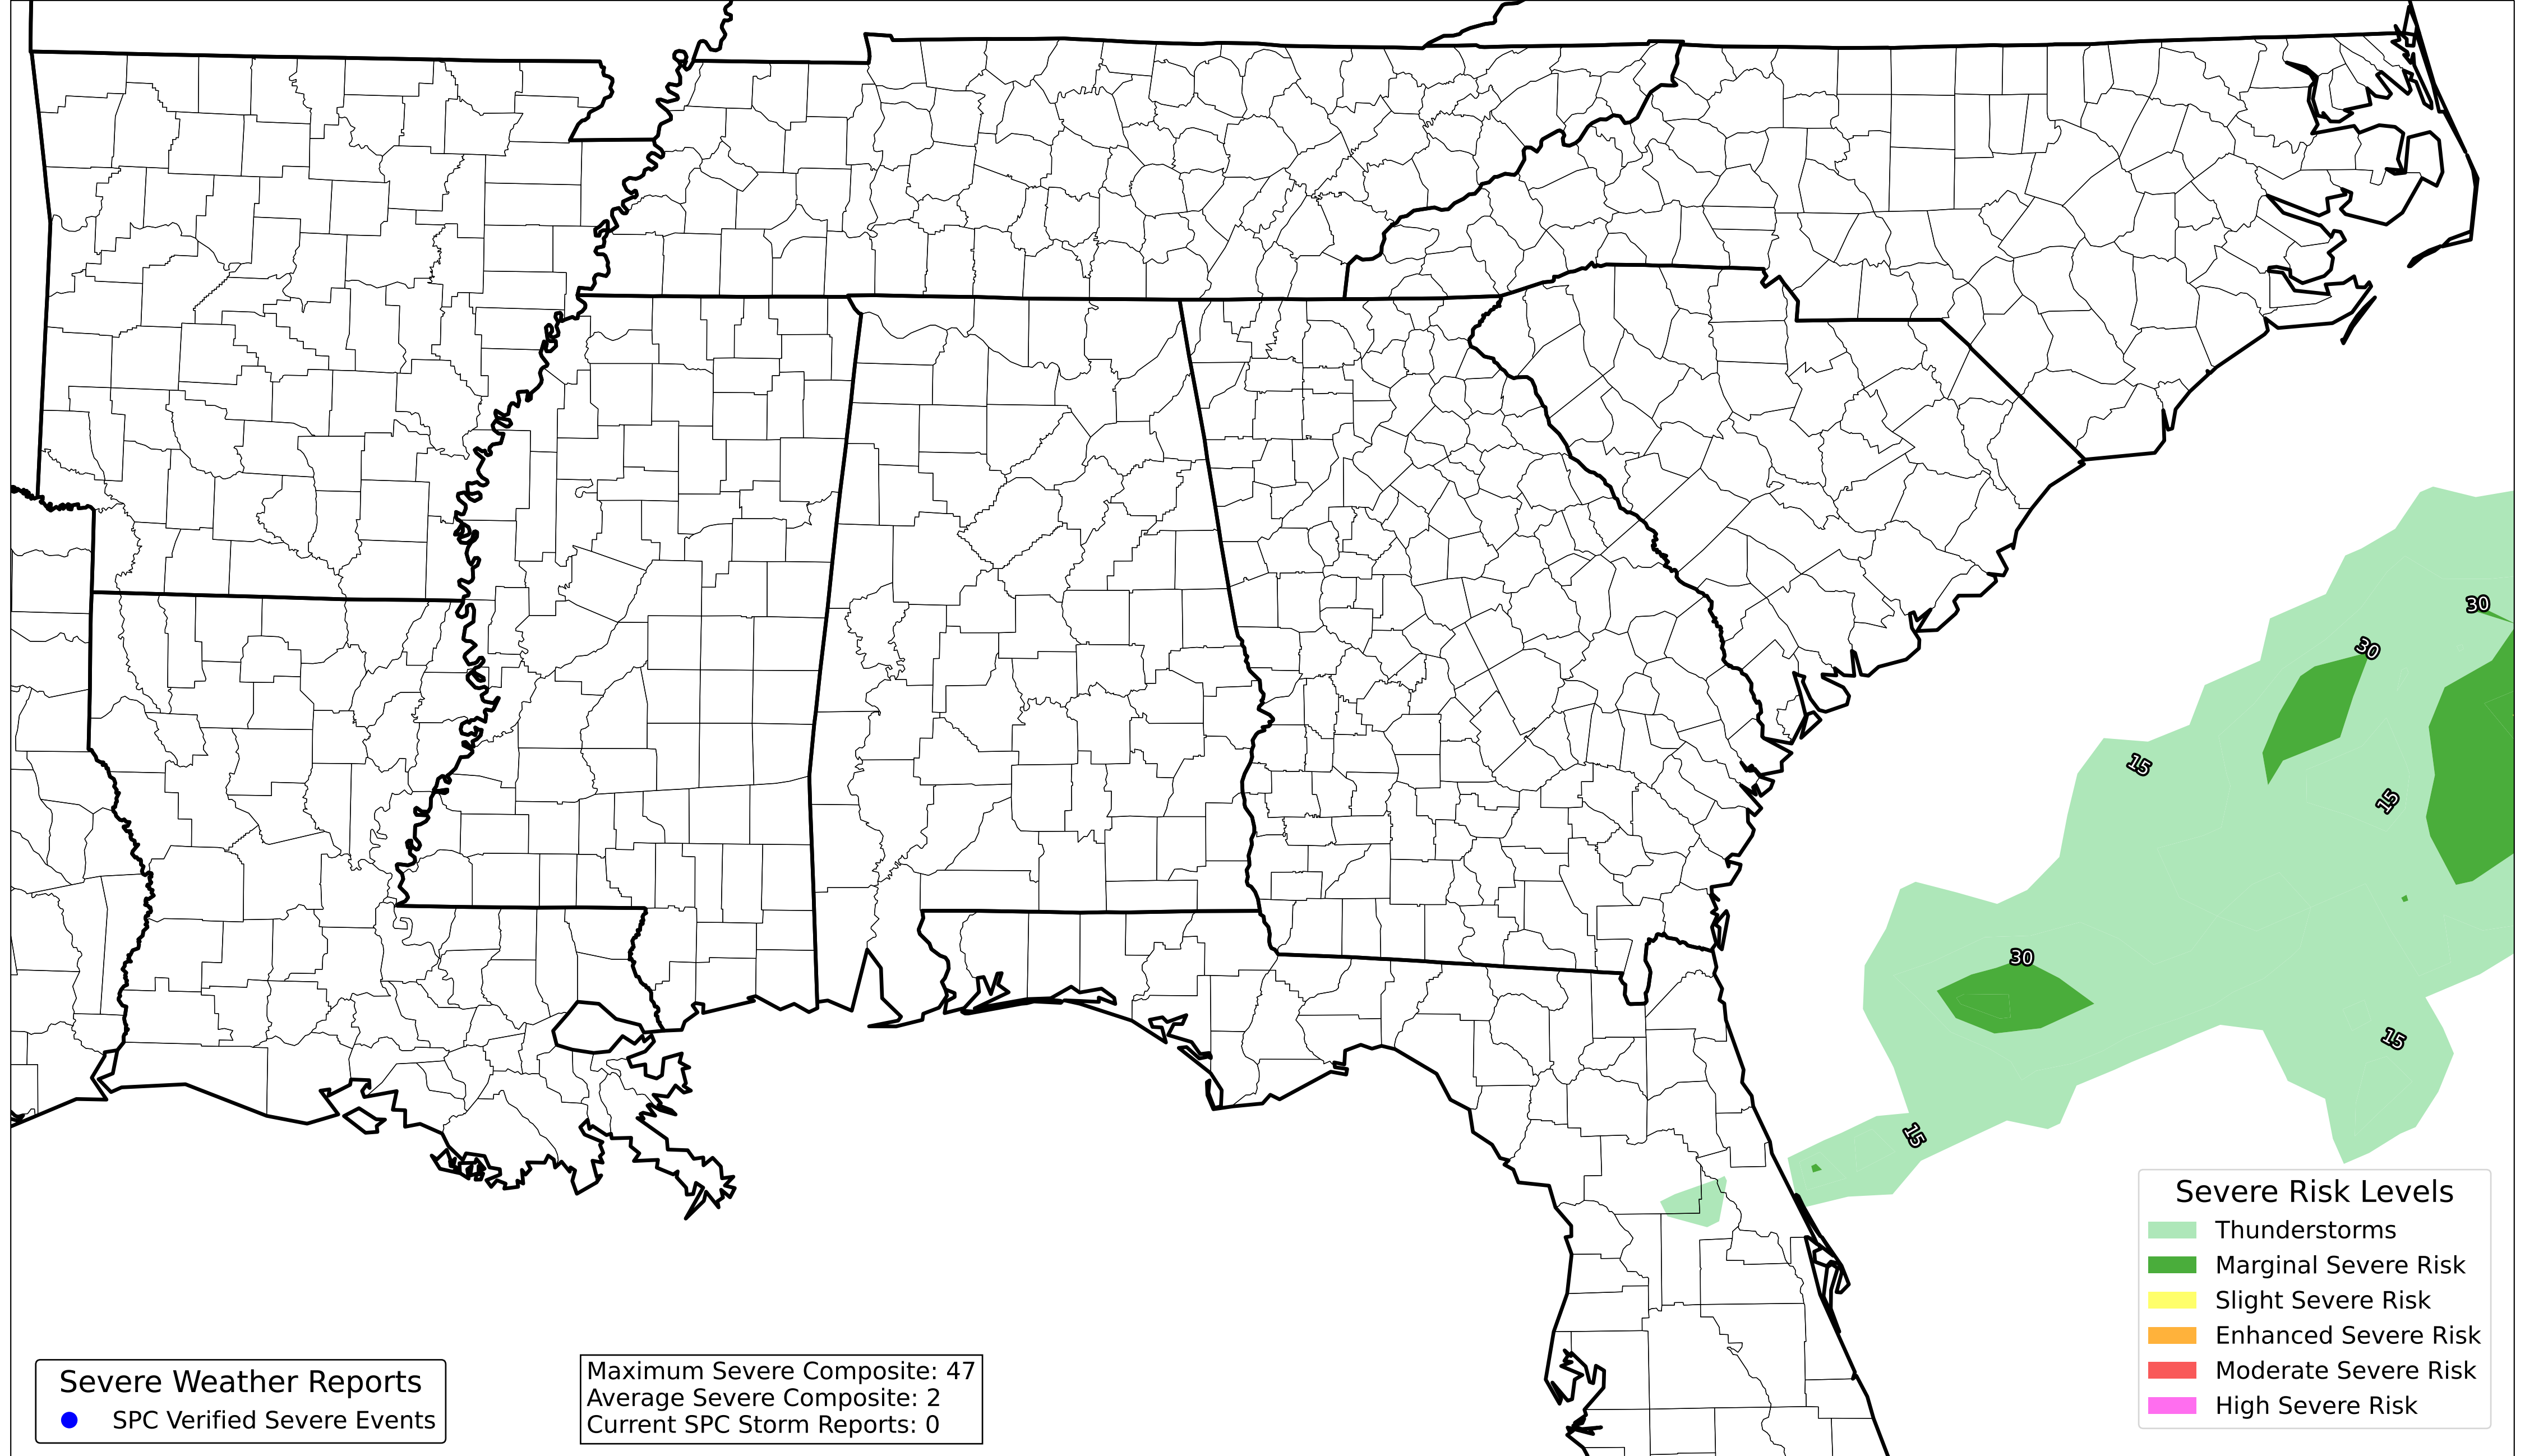 30
30
15
15
30
15
15
Severe Risk Levels
Thunderstorms
Marginal Severe Risk
Slight Severe Risk
Enhanced Severe Risk
Moderate Severe Risk
High Severe Risk
Severe Weather Reports
SPC Verified Severe Events
Maximum Severe Composite: 47
Average Severe Composite: 2
Current SPC Storm Reports: 0